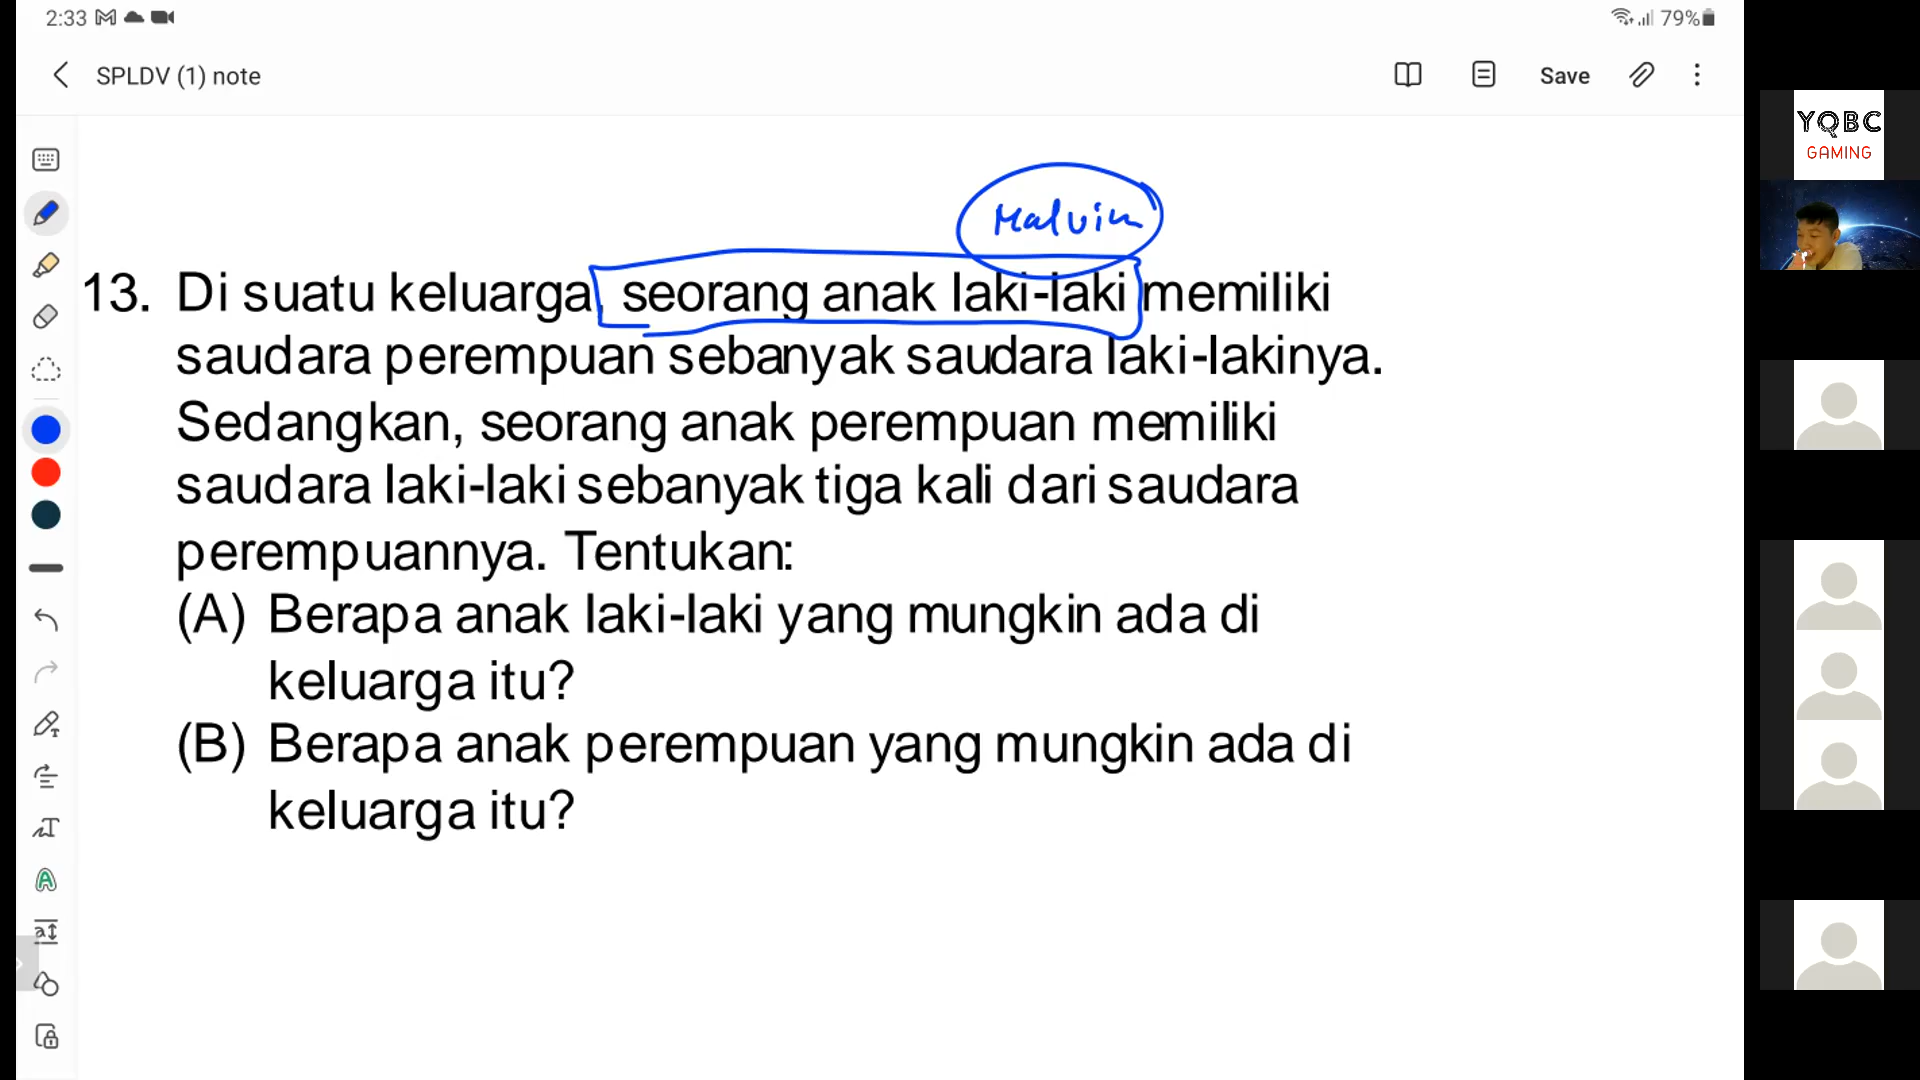 2:33
79%
SPLDV (1) note
Save
YQBC
GAMING
Malvin
13. Di suatu keluarga, seorang anak laki-laki memiliki
saudara perempuan sebanyak saudara laki-lakinya.
Sedangkan, seorang anak perempuan memiliki
saudara laki-laki sebanyak tiga kali dari saudara
perempuannya. Tentukan:
(A) Berapa anak laki-laki yang mungkin ada di
keluarga itu?
(B) Berapa anak perempuan yang mungkin ada di
keluarga itu?